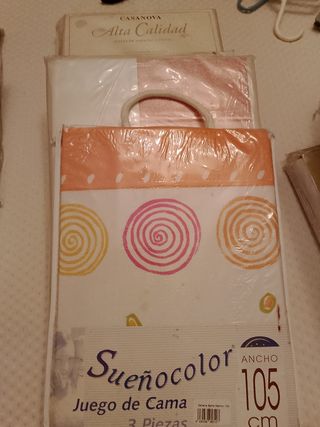 CASANOVA
Alta Calidad
Sueñocolor®
Juego de Cama
3 Piezas
ANCHO
105
cm